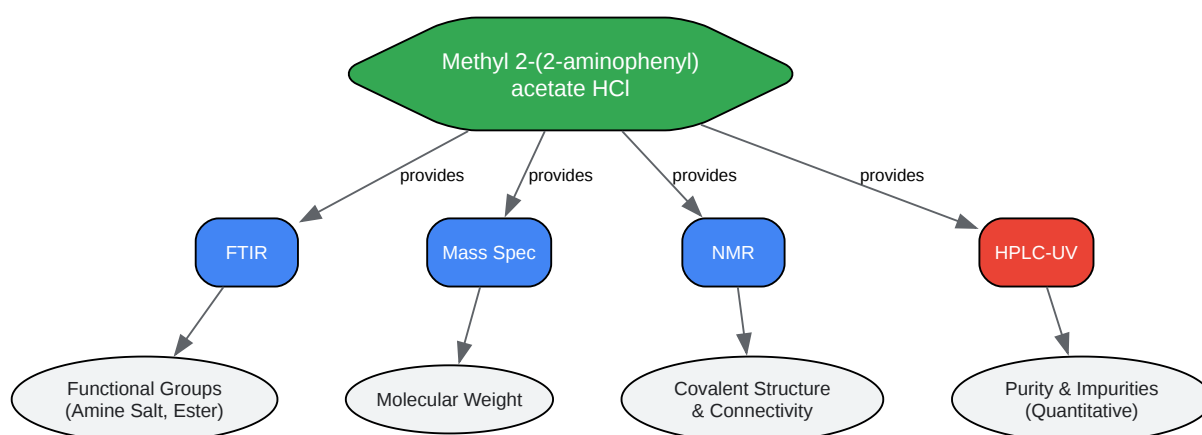 Methyl 2-(2-aminophenyl)
acetate HCl
provides
provides
provides
provides
FTIR
Mass Spec
NMR
HPLC-UV
Functional Groups
(Amine Salt, Ester)
Molecular Weight
Covalent Structure
& Connectivity
Purity & Impurities
(Quantitative)